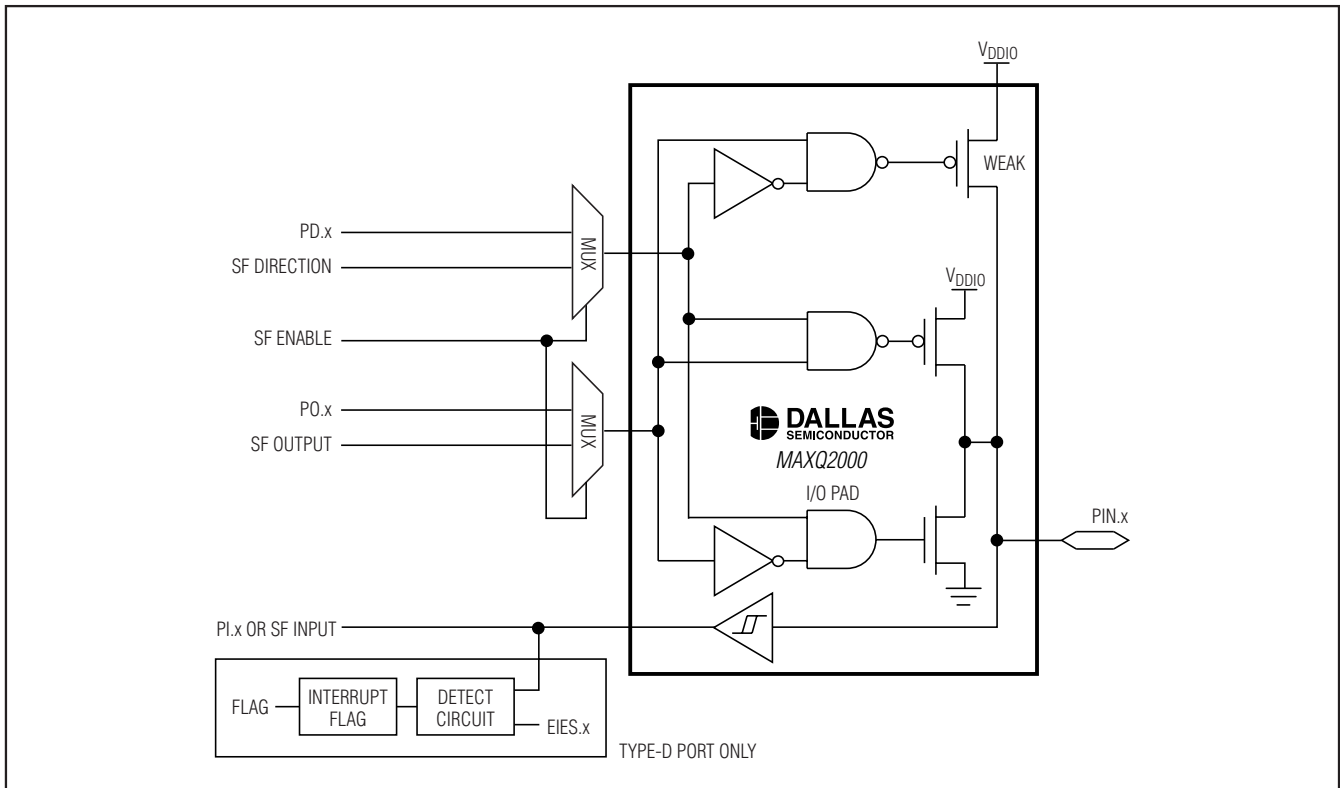 VDDIO
WEAK
PD.x
MUX
SF DIRECTION
VDDIO
SF ENABLE
PO.x
MUX
SF OUTPUT
DALLAS
SEMICONDUCTOR
MAXQ2000
I/O PAD
PIN.x
PI.x OR SF INPUT
FLAG
INTERRUPT
FLAG
DETECT
CIRCUIT
EIES.x
TYPE-D PORT ONLY